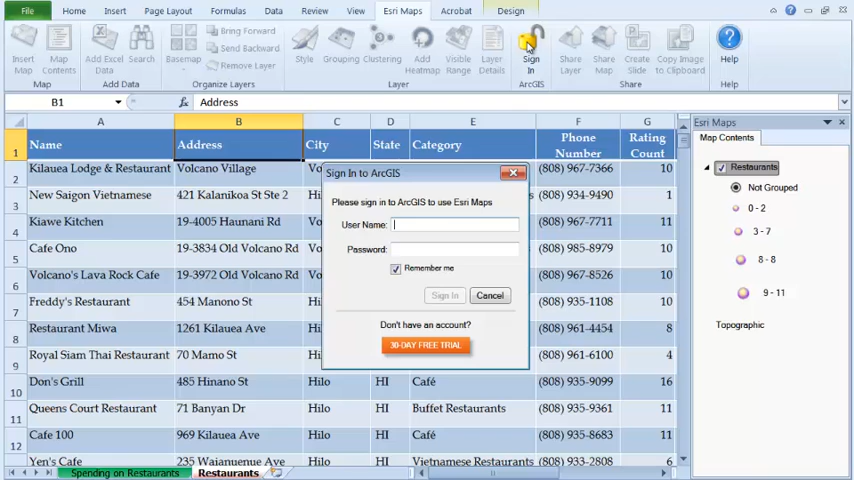 File Home Insert Page Layout Formulas Data Review View Esri Maps Acrobat Design
Insert Map
Map Contents
Map
Add Excel Data
Search
Add Data
Basemap
Bring Forward
Send Backward
Remove Layer
Organize Layers
Style
Grouping
Clustering
Add Heatmap
Visible Range
Layer Details
Layer
Sign In
ArcGIS
Share Layer
Share Map
Create Slide
Copy Image to Clipboard
Share
Help
Help
B1 fx Address
A B C D E F G
1 Name Address City State Category Phone Number Rating Count
2 Kilauea Lodge & Restaurant Volcano Village (808) 967-7366 10
3 New Saigon Vietnamese 421 Kalanikoa St Ste 2 (808) 934-9490 1
4 Kiawe Kitchen 19-4005 Haunani Rd (808) 967-7711 11
5 Cafe Ono 19-3834 Old Volcano Rd (808) 985-8979 10
6 Volcano's Lava Rock Cafe 19-3972 Old Volcano Rd (808) 967-8526 10
7 Freddy's Restaurant 454 Manono St (808) 935-1108 10
8 Restaurant Miwa 1261 Kilauea Ave (808) 961-4454 8
9 Royal Siam Thai Restaurant 70 Mamo St (808) 961-6100 4
10 Don's Grill 485 Hinano St Hilo HI Café (808) 935-9099 16
11 Queens Court Restaurant 71 Banyan Dr Hilo HI Buffet Restaurants (808) 935-9361 11
12 Cafe 100 969 Kilauea Ave Hilo HI Café (808) 935-8683 11
Yen's Cafe 235 Waianuenue Ave Hilo HI Vietnamese Restaurants (808) 933-2808 6
Spending on Restaurants Restaurants
Sign In to ArcGIS
Please sign in to ArcGIS to use Esri Maps
User Name:
Password:
Remember me
Sign In Cancel
Don't have an account?
30-DAY FREE TRIAL
Esri Maps
Map Contents
Restaurants
Not Grouped
0 - 2
3 - 7
8 - 8
9 - 11
Topographic